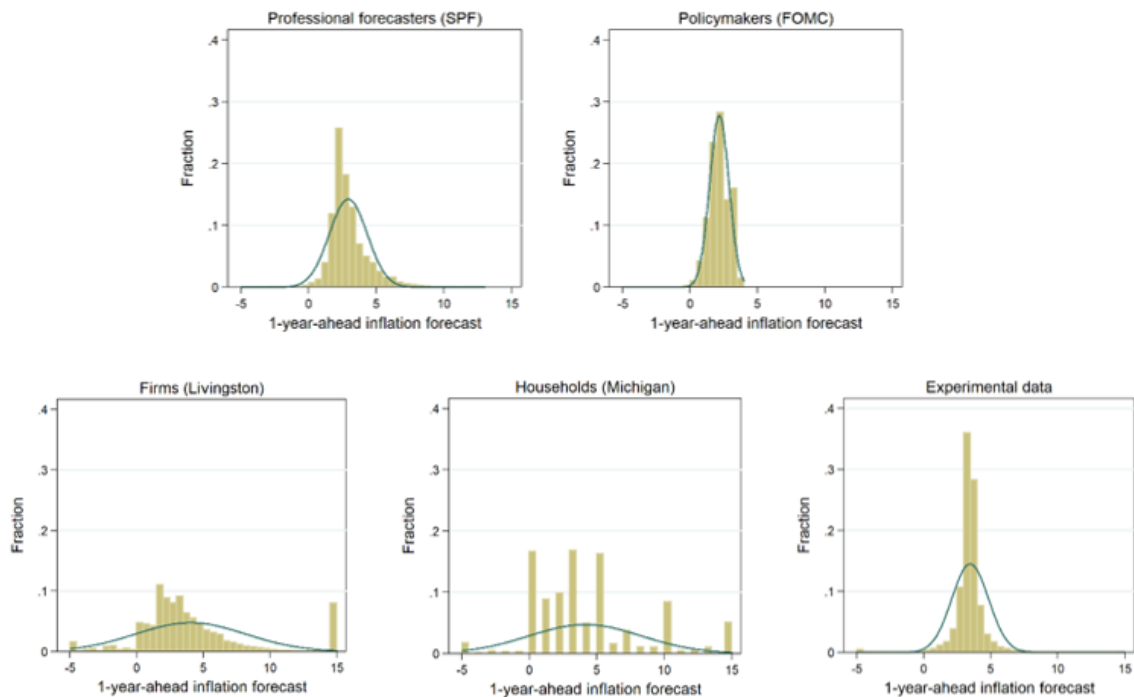 Professional forecasters (SPF)
Policymakers (FOMC)
.4
.3
.2
.1
0
Fraction
-5 0 5 10 15
1-year-ahead inflation forecast
.4
.3
.2
.1
0
Fraction
-5 0 5 10 15
1-year-ahead inflation forecast
Firms (Livingston)
Households (Michigan)
Experimental data
.4
.3
.2
.1
0
Fraction
-5 0 5 10 15
1-year-ahead inflation forecast
.4
.3
.2
.1
0
Fraction
-5 0 5 10 15
1-year-ahead inflation forecast
.4
.3
.2
.1
0
Fraction
-5 0 5 10 15
1-year-ahead inflation forecast